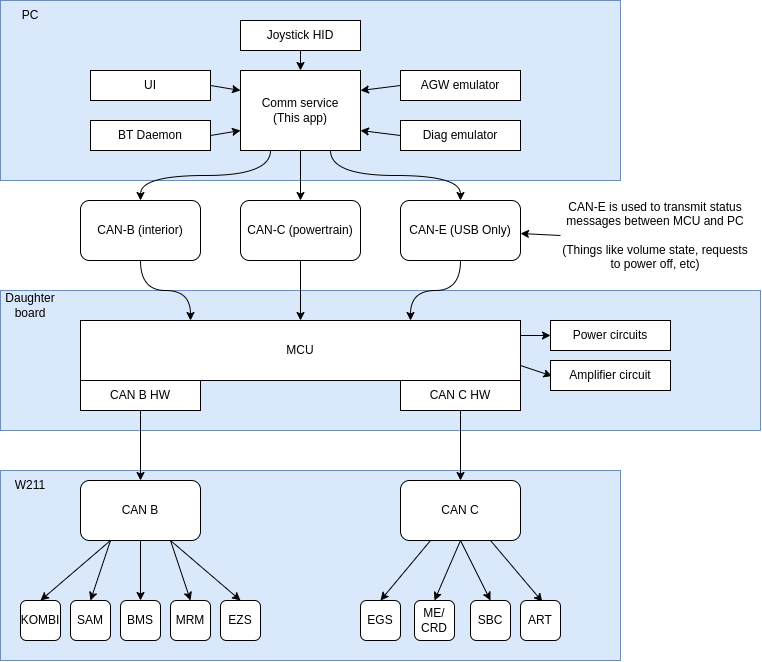 PC
Joystick HID
UI
Comm service
(This app)
AGW emulator
BT Daemon
Diag emulator
CAN-B (interior)
CAN-C (powertrain)
CAN-E (USB Only)
CAN-E is used to transmit status
messages between MCU and PC
(Things like volume state, requests
to power off, etc)
Daughter
board
MCU
Power circuits
Amplifier circuit
CAN B HW
CAN C HW
W211
CAN B
CAN C
KOMBI
SAM
BMS
MRM
EZS
EGS
ME/
CRD
SBC
ART